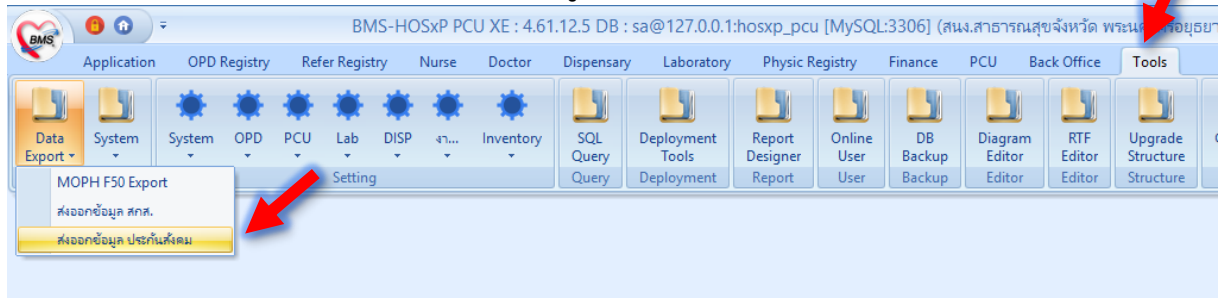 BMS
BMS-HOSxP PCU XE : 4.61.12.5 DB : sa@127.0.0.1:hosxp_pcu [MySQL:3306] (สนง.สาธารณสุขจังหวัด
Application OPD Registry Refer Registry Nurse Doctor Dispensary Laboratory Physic Registry Finance PCU Back Office Tools
Data Export System System OPD PCU Lab DISP งา... Inventory SQL Query Deployment Tools Report Designer Online User DB Backup Diagram Editor RTF Editor Upgrade Structure
Setting Query Deployment Report User Backup Editor Editor Structure
MOPH F50 Export
ส่งออกข้อมูล สกส.
ส่งออกข้อมูล ประกันสังคม